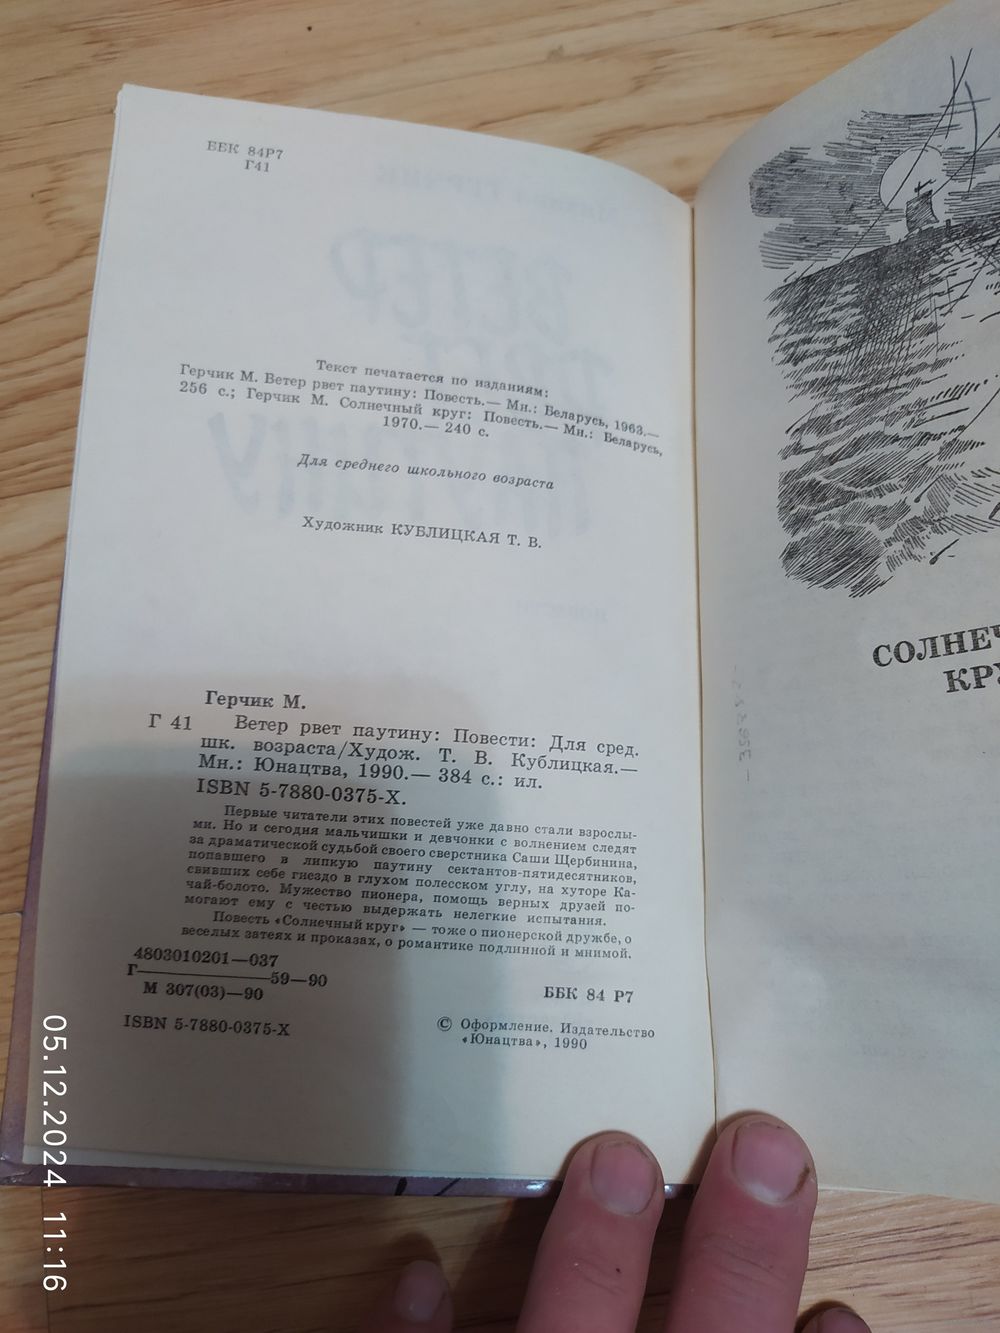 ББК 84Р7
Г41
Текст печатается по изданиям:
Герчик М. Ветер рвет паутину: Повесть.— Мн.: Беларусь, 1963.—
256 с.; Герчик М. Солнечный круг: Повесть.— Мн.: Беларусь,
1970.— 240 с.
Для среднего школьного возраста
Художник КУБЛИЦКАЯ Т. В.
Герчик М.
Г 41 Ветер рвет паутину: Повести: Для сред.
шк. возраста/Худож. Т. В. Кублицкая.—
Мн.: Юнацтва, 1990.— 384 с.: ил.
ISBN 5-7880-0375-X.
Первые читатели этих повестей уже давно стали взрослы-
ми. Но и сегодня мальчишки и девчонки с волнением следят
за драматической судьбой своего сверстника Саши Щербинина,
попавшего в липкую паутину сектантов-пятидесятников,
свивших себе гнездо в глухом полесском углу, на хуторе Ка-
чай-болото. Мужество пионера, помощь верных друзей по-
могают ему с честью выдержать нелегкие испытания.
Повесть «Солнечный круг» — тоже о пионерской дружбе, о
веселых затеях и проказах, о романтике подлинной и мнимой.
4803010201—037
Г————59—90
М 307(03)—90
ББК 84 Р7
ISBN 5-7880-0375-X
© Оформление. Издательство
«Юнацтва», 1990
СОЛНЕЧ
КРУ
05.12.2024 11:16